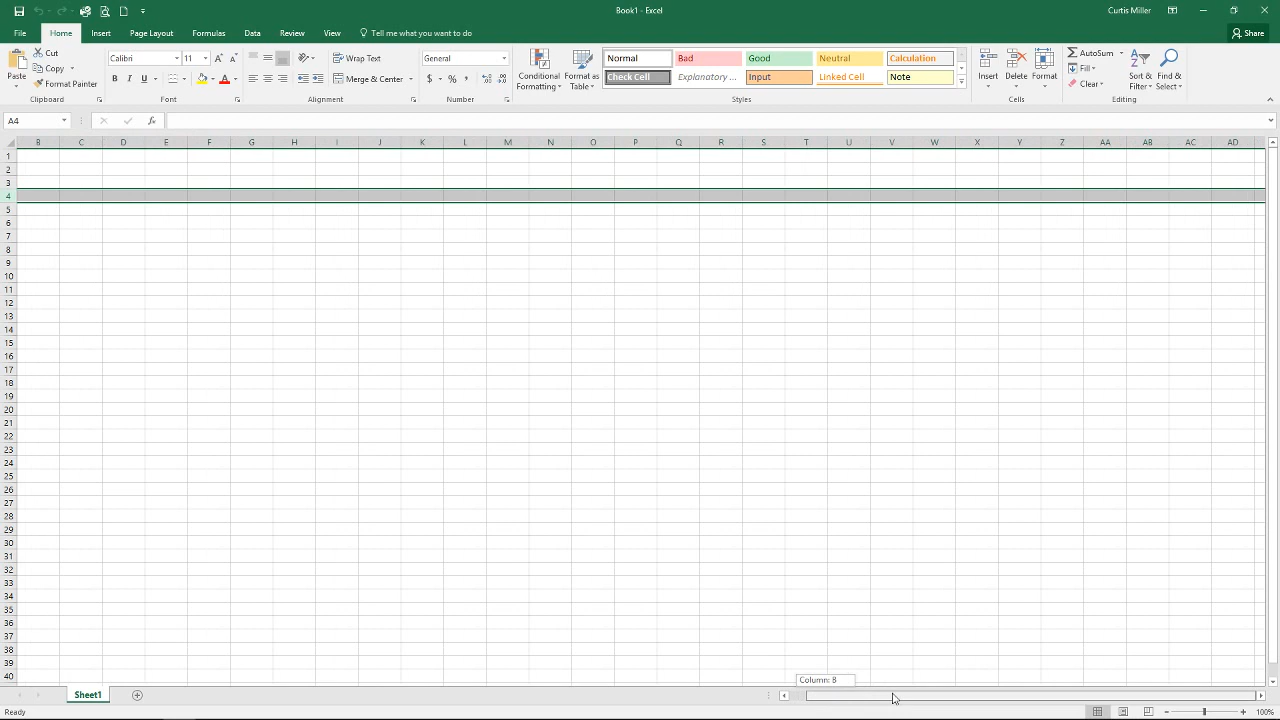 Book1 - Excel
Curtis Miller
File Home Insert Page Layout Formulas Data Review View Tell me what you want to do
Share
Paste
Cut
Copy
Format Painter
Clipboard
Calibri 11
B I U
Font
Wrap Text
Merge & Center
Alignment
General
$ % ,
Number
Conditional Formatting
Format as Table
Normal Bad Good Neutral Calculation
Check Cell Explanatory ... Input Linked Cell Note
Styles
Insert Delete Format
Cells
AutoSum
Fill
Clear
Sort & Filter
Find & Select
Editing
A4
fx
B C D E F G H I J K L M N O P Q R S T U V W X Y Z AA AB AC AD
1
2
3
4
5
6
7
8
9
10
11
12
13
14
15
16
17
18
19
20
21
22
23
24
25
26
27
28
29
30
31
32
33
34
35
36
37
38
39
40
Column: B
Sheet1
Ready
100%